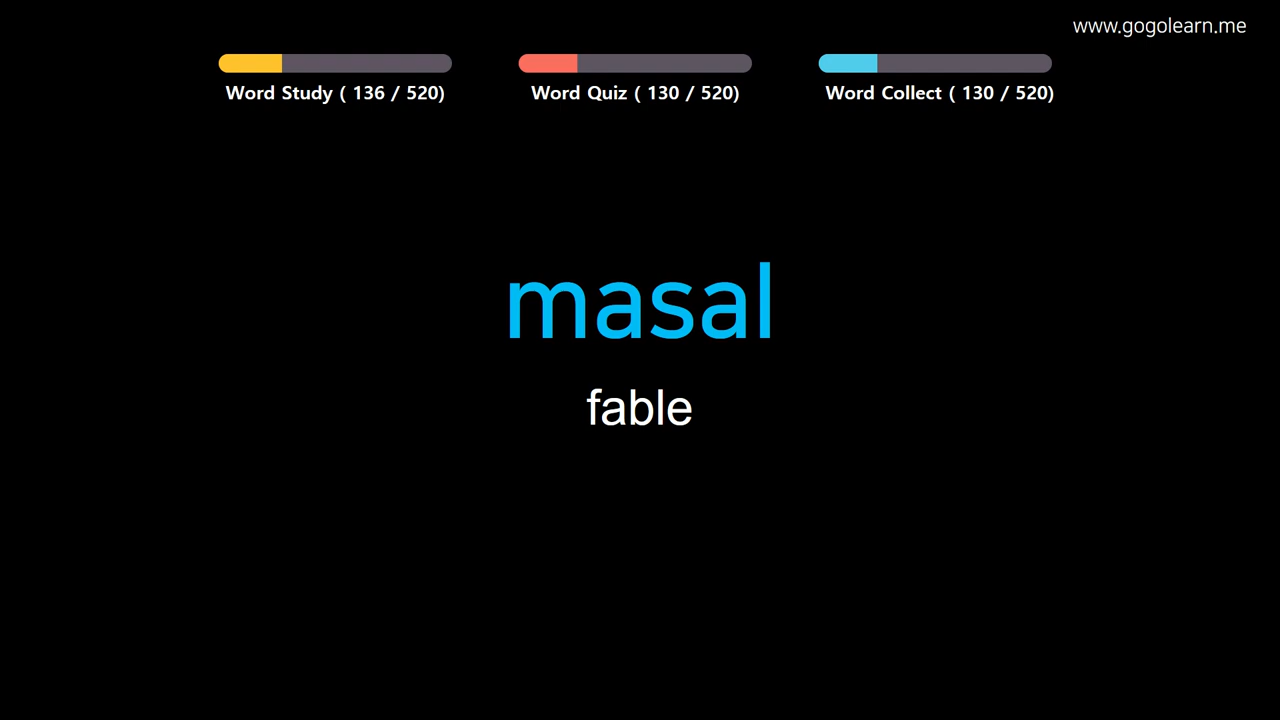 www.gogolearn.me
Word Study ( 136 / 520)
Word Quiz ( 130 / 520)
Word Collect ( 130 / 520)
masal
fable